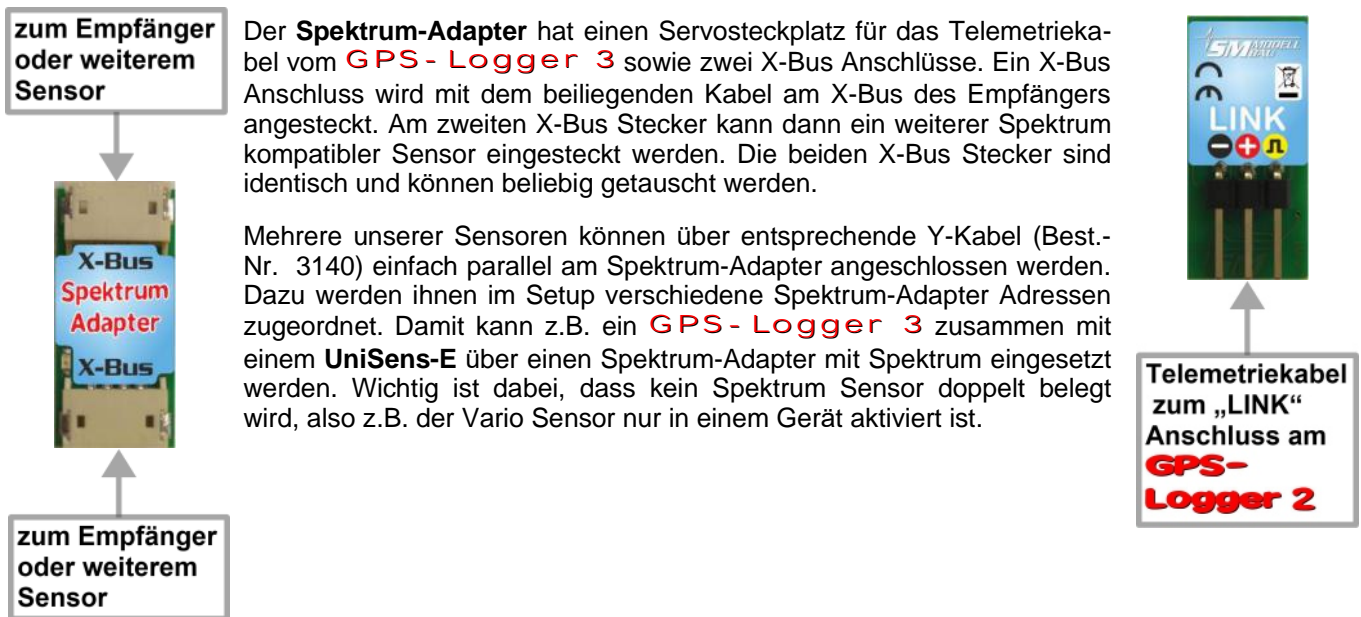 zum Empfänger
oder weiterem
Sensor
X-Bus
Spektrum
Adapter
X-Bus
zum Empfänger
oder weiterem
Sensor
Der Spektrum-Adapter hat einen Servosteckplatz für das Telemetrieka-
bel vom GPS-Logger 3 sowie zwei X-Bus Anschlüsse. Ein X-Bus
Anschluss wird mit dem beiliegenden Kabel am X-Bus des Empfängers
angesteckt. Am zweiten X-Bus Stecker kann dann ein weiterer Spektrum
kompatibler Sensor eingesteckt werden. Die beiden X-Bus Stecker sind
identisch und können beliebig getauscht werden.
Mehrere unserer Sensoren können über entsprechende Y-Kabel (Best.-
Nr. 3140) einfach parallel am Spektrum-Adapter angeschlossen werden.
Dazu werden ihnen im Setup verschiedene Spektrum-Adapter Adressen
zugeordnet. Damit kann z.B. ein GPS-Logger 3 zusammen mit
einem UniSens-E über einen Spektrum-Adapter mit Spektrum eingesetzt
werden. Wichtig ist dabei, dass kein Spektrum Sensor doppelt belegt
wird, also z.B. der Vario Sensor nur in einem Gerät aktiviert ist.
SM MODELL
BAU
CE
LINK
Telemetriekabel
zum „LINK“
Anschluss am
GPS-
Logger 2